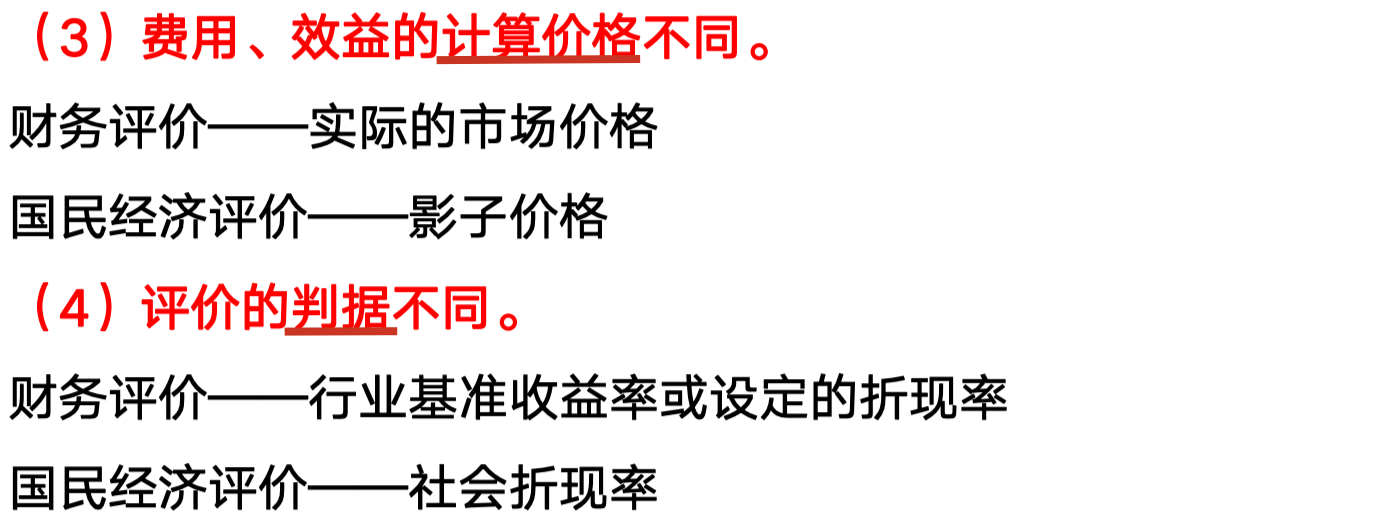 （3）费用、效益的计算价格不同。
财务评价——实际的市场价格
国民经济评价——影子价格
（4）评价的判据不同。
财务评价——行业基准收益率或设定的折现率
国民经济评价——社会折现率